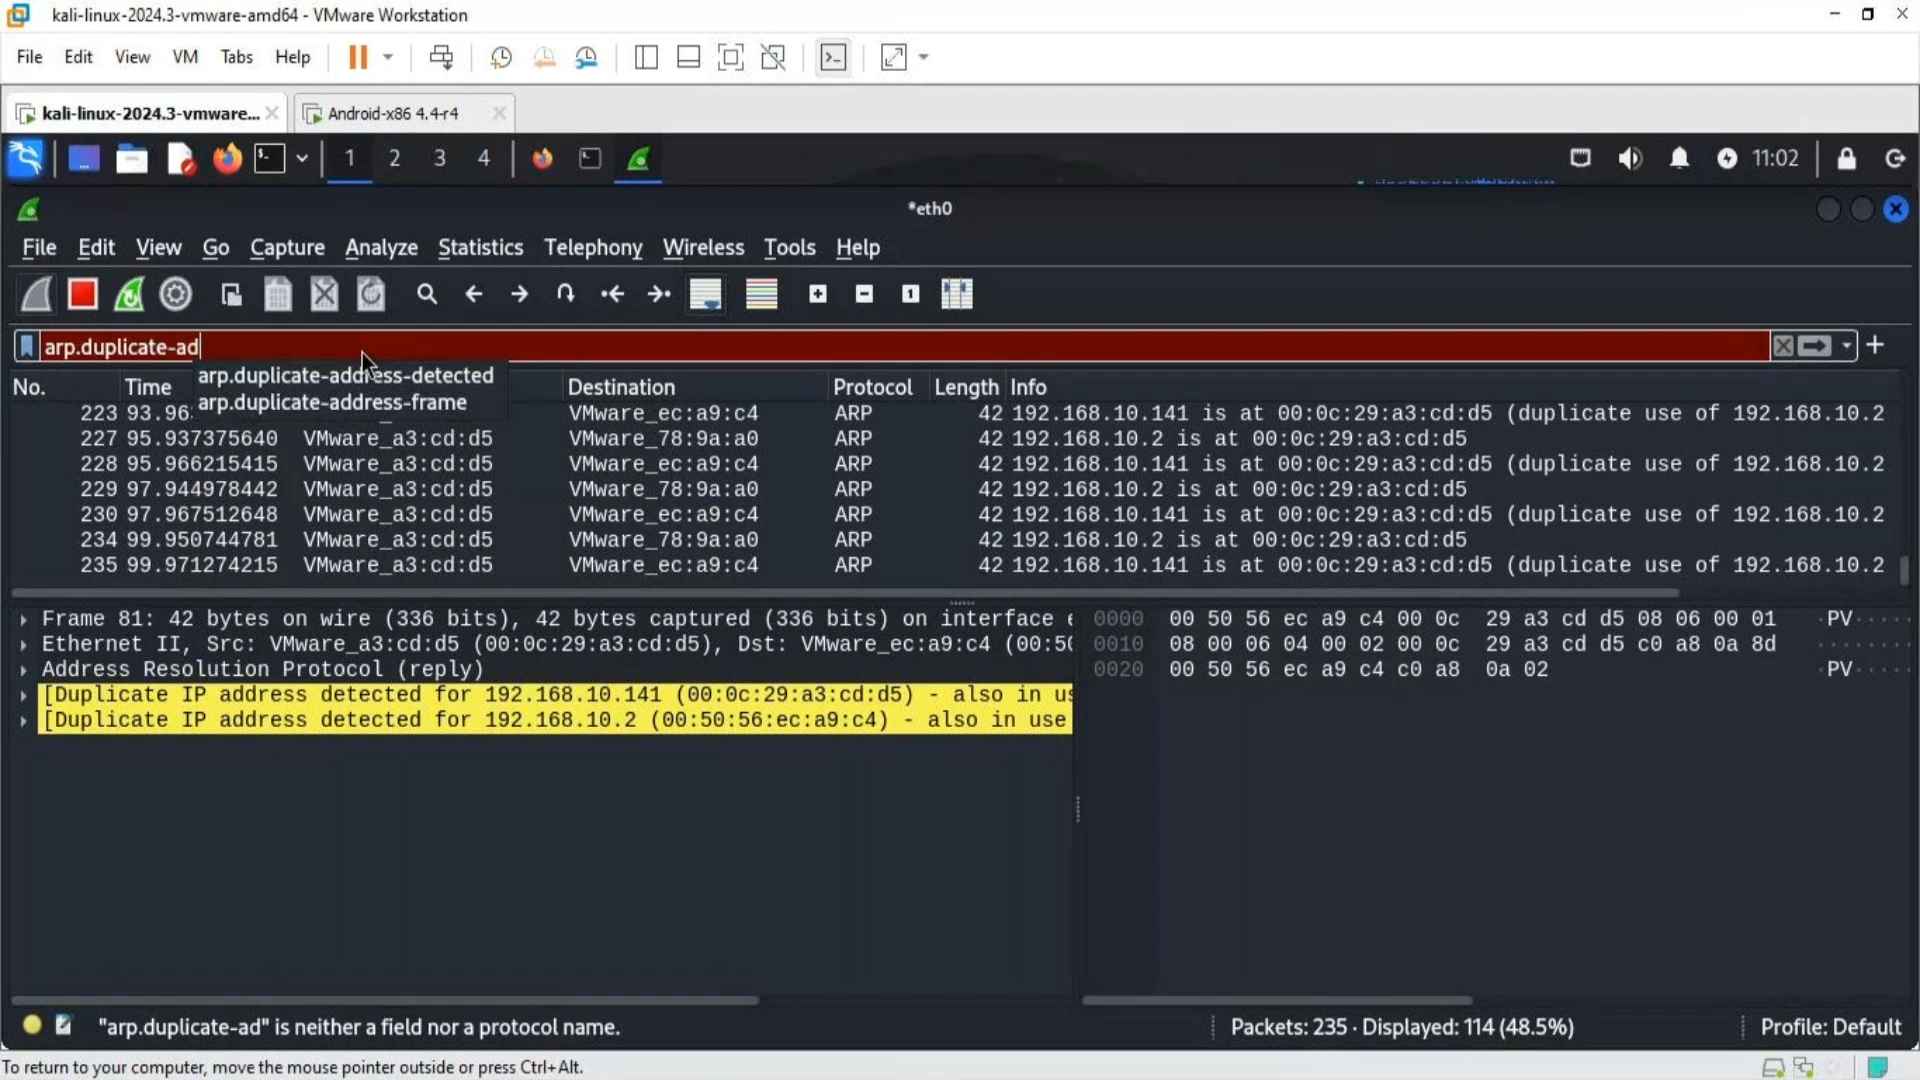 kali-linux-2024.3-vmware-amd64 - VMware Workstation
File Edit View VM Tabs Help
kali-linux-2024.3-vmware... Android-x86 4.4-r4
1 2 3 4 11:02
*eth0
File Edit View Go Capture Analyze Statistics Telephony Wireless Tools Help
arp.duplicate-ad
arp.duplicate-address-detected
arp.duplicate-address-frame
No. Time Destination Protocol Length Info
223 93.96 VMware_ec:a9:c4 ARP 42 192.168.10.141 is at 00:0c:29:a3:cd:d5 (duplicate use of 192.168.10.2
227 95.937375640 VMware_a3:cd:d5 VMware_78:9a:a0 ARP 42 192.168.10.2 is at 00:0c:29:a3:cd:d5
228 95.966215415 VMware_a3:cd:d5 VMware_ec:a9:c4 ARP 42 192.168.10.141 is at 00:0c:29:a3:cd:d5 (duplicate use of 192.168.10.2
229 97.944978442 VMware_a3:cd:d5 VMware_78:9a:a0 ARP 42 192.168.10.2 is at 00:0c:29:a3:cd:d5
230 97.967512648 VMware_a3:cd:d5 VMware_ec:a9:c4 ARP 42 192.168.10.141 is at 00:0c:29:a3:cd:d5 (duplicate use of 192.168.10.2
234 99.950744781 VMware_a3:cd:d5 VMware_78:9a:a0 ARP 42 192.168.10.2 is at 00:0c:29:a3:cd:d5
235 99.971274215 VMware_a3:cd:d5 VMware_ec:a9:c4 ARP 42 192.168.10.141 is at 00:0c:29:a3:cd:d5 (duplicate use of 192.168.10.2
Frame 81: 42 bytes on wire (336 bits), 42 bytes captured (336 bits) on interface e
Ethernet II, Src: VMware_a3:cd:d5 (00:0c:29:a3:cd:d5), Dst: VMware_ec:a9:c4 (00:50
Address Resolution Protocol (reply)
[Duplicate IP address detected for 192.168.10.141 (00:0c:29:a3:cd:d5) - also in us
[Duplicate IP address detected for 192.168.10.2 (00:50:56:ec:a9:c4) - also in use
0000 00 50 56 ec a9 c4 00 0c 29 a3 cd d5 08 06 00 01 ·PV·····
0010 08 00 06 04 00 02 00 0c 29 a3 cd d5 c0 a8 0a 8d ········
0020 00 50 56 ec a9 c4 c0 a8 0a 02 ·PV·····
"arp.duplicate-ad" is neither a field nor a protocol name.
Packets: 235 · Displayed: 114 (48.5%)
Profile: Default
To return to your computer, move the mouse pointer outside or press Ctrl+Alt.